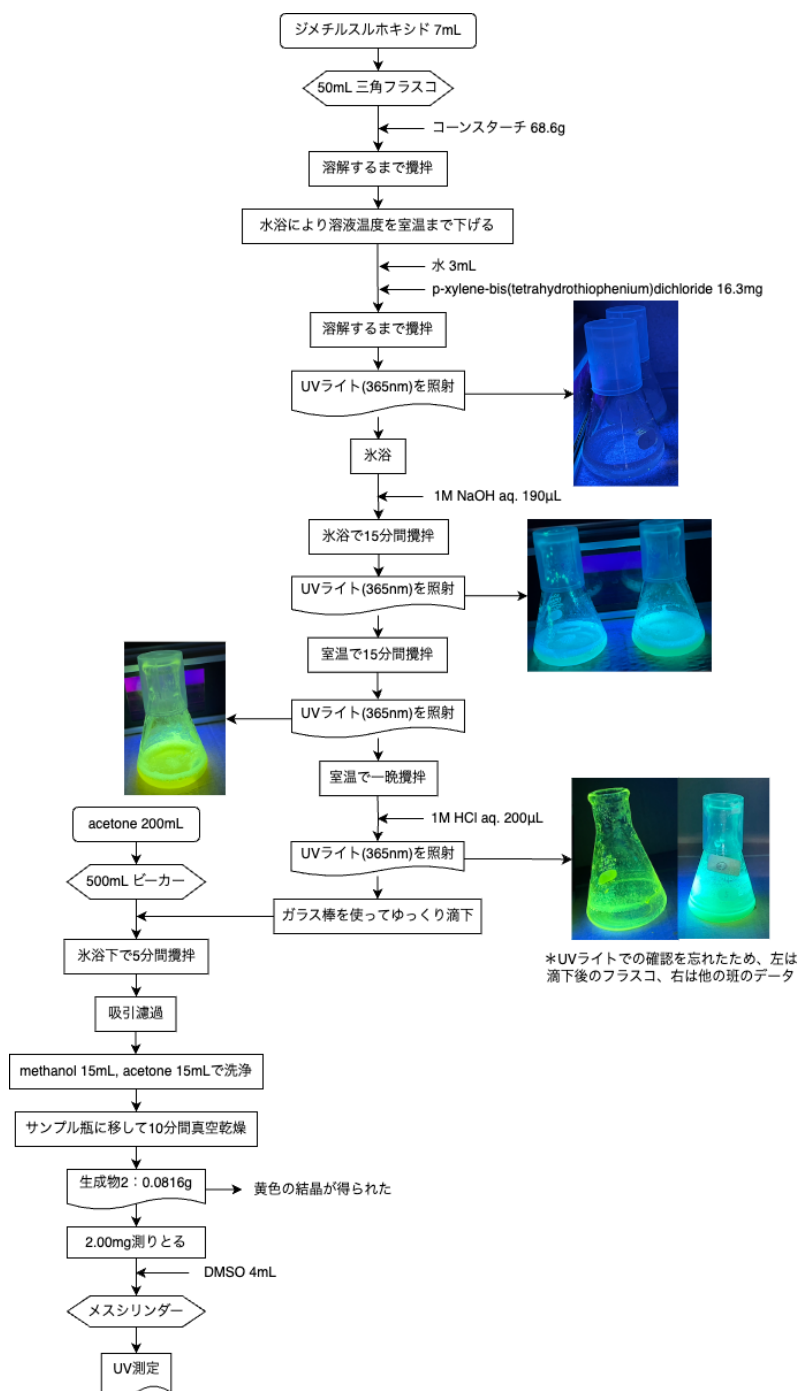 ジメチルスルホキシド 7mL
50mL 三角フラスコ
コーンスターチ 68.6g
溶解するまで攪拌
水浴により溶液温度を室温まで下げる
水 3mL
p-xylene-bis(tetrahydrothiophenium)dichloride 16.3mg
溶解するまで攪拌
UVライト(365nm)を照射
氷浴
1M NaOH aq. 190μL
氷浴で15分間攪拌
UVライト(365nm)を照射
室温で15分間攪拌
UVライト(365nm)を照射
室温で一晩攪拌
1M HCl aq. 200μL
UVライト(365nm)を照射
ガラス棒を使ってゆっくり滴下
*UVライトでの確認を忘れたため、左は
滴下後のフラスコ、右は他の班のデータ
acetone 200mL
500mL ビーカー
氷浴下で5分間攪拌
吸引濾過
methanol 15mL, acetone 15mLで洗浄
サンプル瓶に移して10分間真空乾燥
生成物2：0.0816g
黄色の結晶が得られた
2.00mg測りとる
DMSO 4mL
メスシリンダー
UV測定